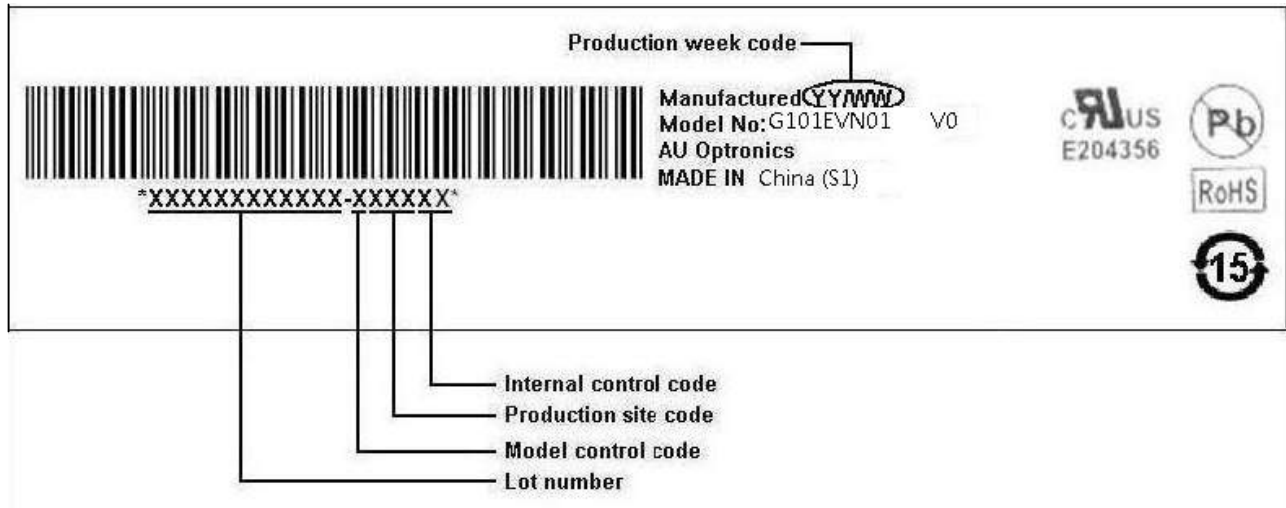 Production week code
Manufactured YY/WW
Model No: G101EVN01 V0
AU Optronics
MADE IN China (S1)
*XXXXXXXXXXXX-XXXXXX*
c RU US
E204356
Pb
RoHS
15
Internal control code
Production site code
Model control code
Lot number